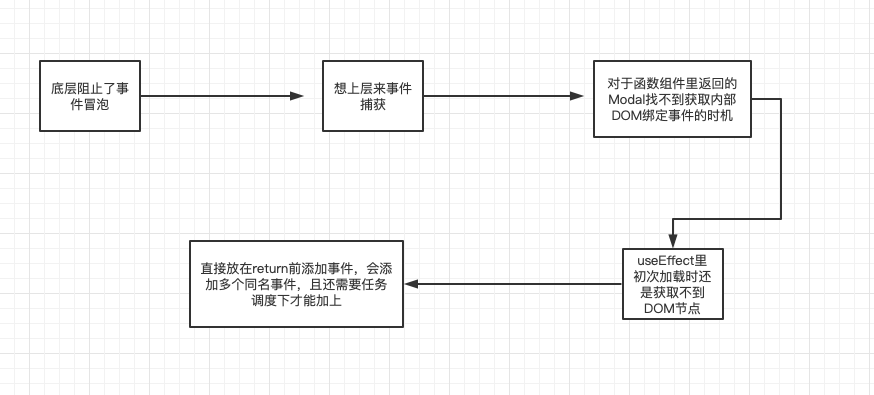 底层阻止了事
件冒泡
想上层来事件
捕获
对于函数组件里返回的
Modal找不到获取内部
DOM绑定事件的时机
useEffect里
初次加载时还
是获取不到
DOM节点
直接放在return前添加事件，会添
加多个同名事件，且还需要任务
调度下才能加上